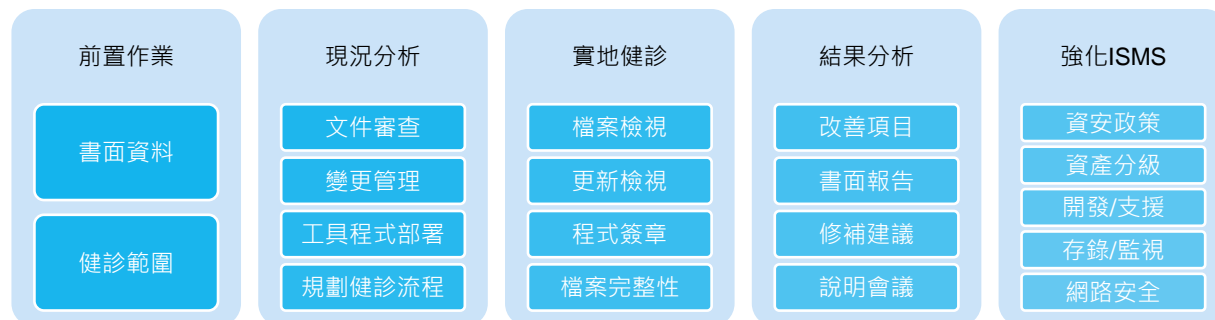 前置作業
書面資料
健診範圍
現況分析
文件審查
變更管理
工具程式部署
規劃健診流程
實地健診
檔案檢視
更新檢視
程式簽章
檔案完整性
結果分析
改善項目
書面報告
修補建議
說明會議
強化ISMS
資安政策
資產分級
開發/支援
存錄/監視
網路安全